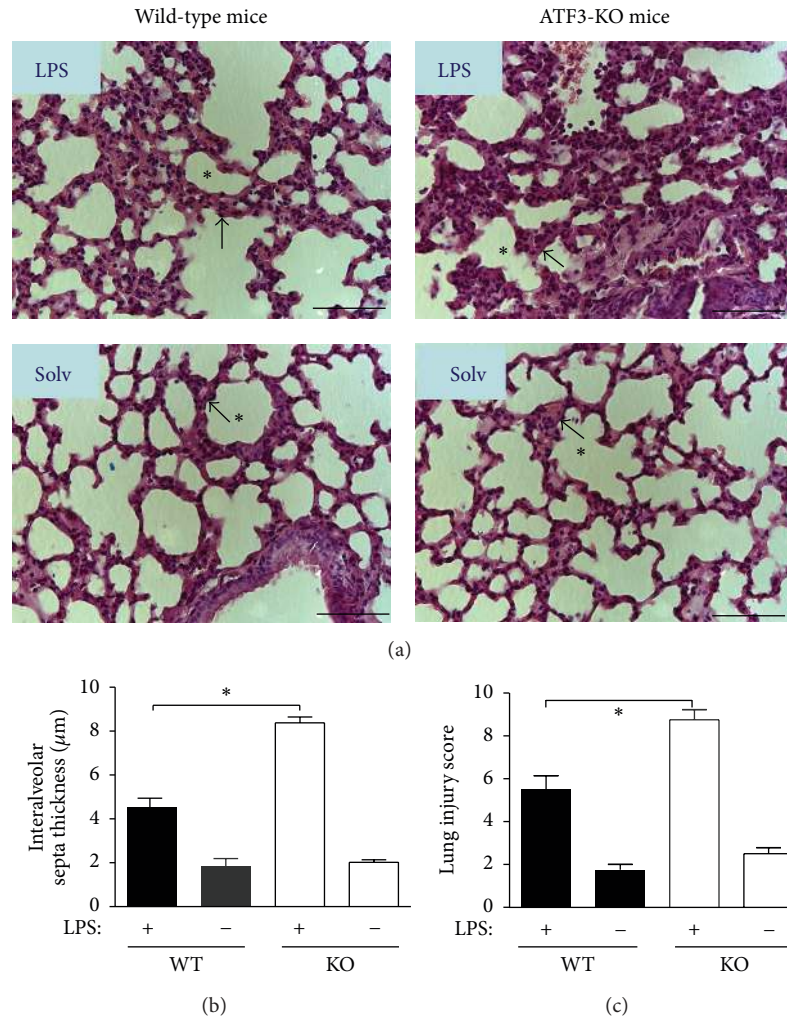 Wild-type mice
ATF3-KO mice
LPS
*
LPS
*
Solv
*
Solv
*
(a)
Interalveolar
septa thickness (μm)
10
8
6
4
2
0
*
LPS:
+
−
+
−
WT
KO
(b)
Lung injury score
10
8
6
4
2
0
*
LPS:
+
−
+
−
WT
KO
(c)